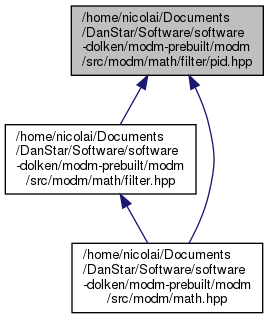 /home/nicolai/Documents
/DanStar/Software/software
-dolken/modm-prebuilt/modm
/src/modm/math/filter/pid.hpp
/home/nicolai/Documents
/DanStar/Software/software
-dolken/modm-prebuilt/modm
/src/modm/math/filter.hpp
/home/nicolai/Documents
/DanStar/Software/software
-dolken/modm-prebuilt/modm
/src/modm/math.hpp